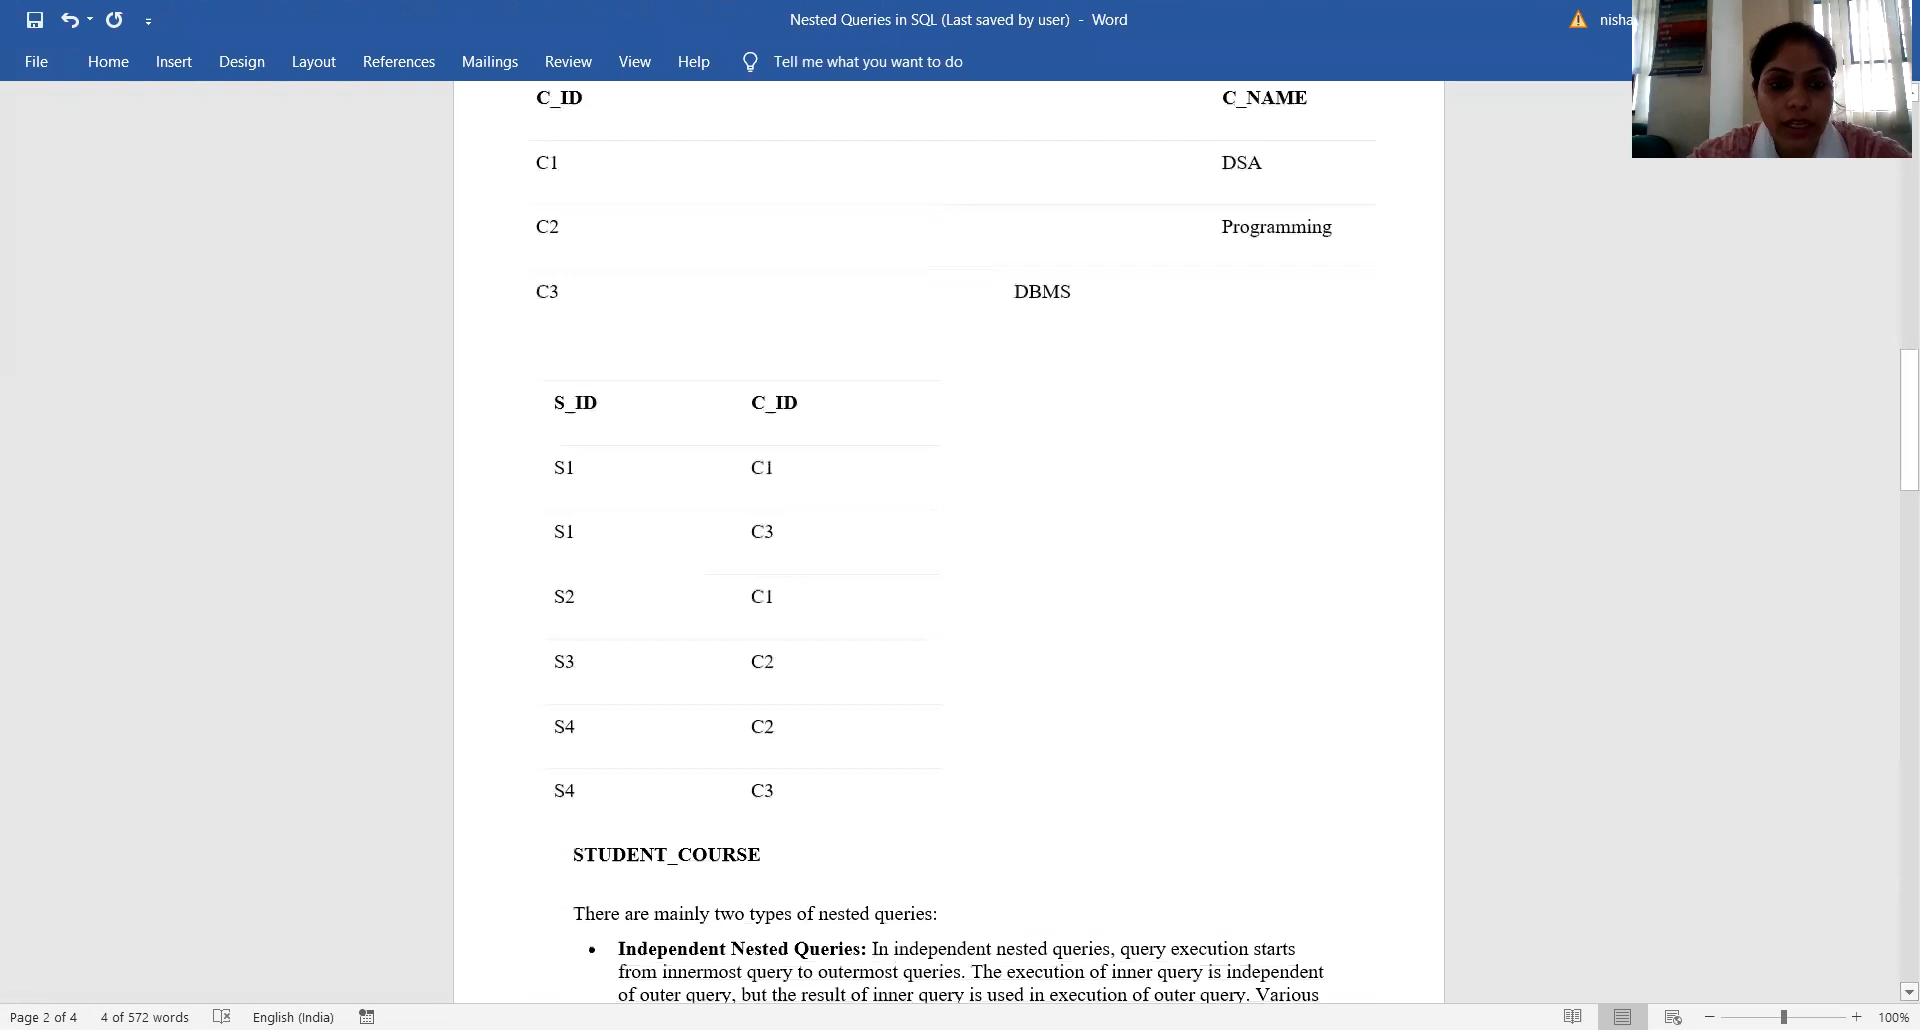 Nested Queries in SQL (Last saved by user) - Word
nisha
File Home Insert Design Layout References Mailings Review View Help Tell me what you want to do
C_ID C_NAME
C1 DSA
C2 Programming
C3 DBMS
S_ID C_ID
S1 C1
S1 C3
S2 C1
S3 C2
S4 C2
S4 C3
STUDENT_COURSE
There are mainly two types of nested queries:
• Independent Nested Queries: In independent nested queries, query execution starts
from innermost query to outermost queries. The execution of inner query is independent
of outer query, but the result of inner query is used in execution of outer query. Various
Page 2 of 4 4 of 572 words English (India) 100%